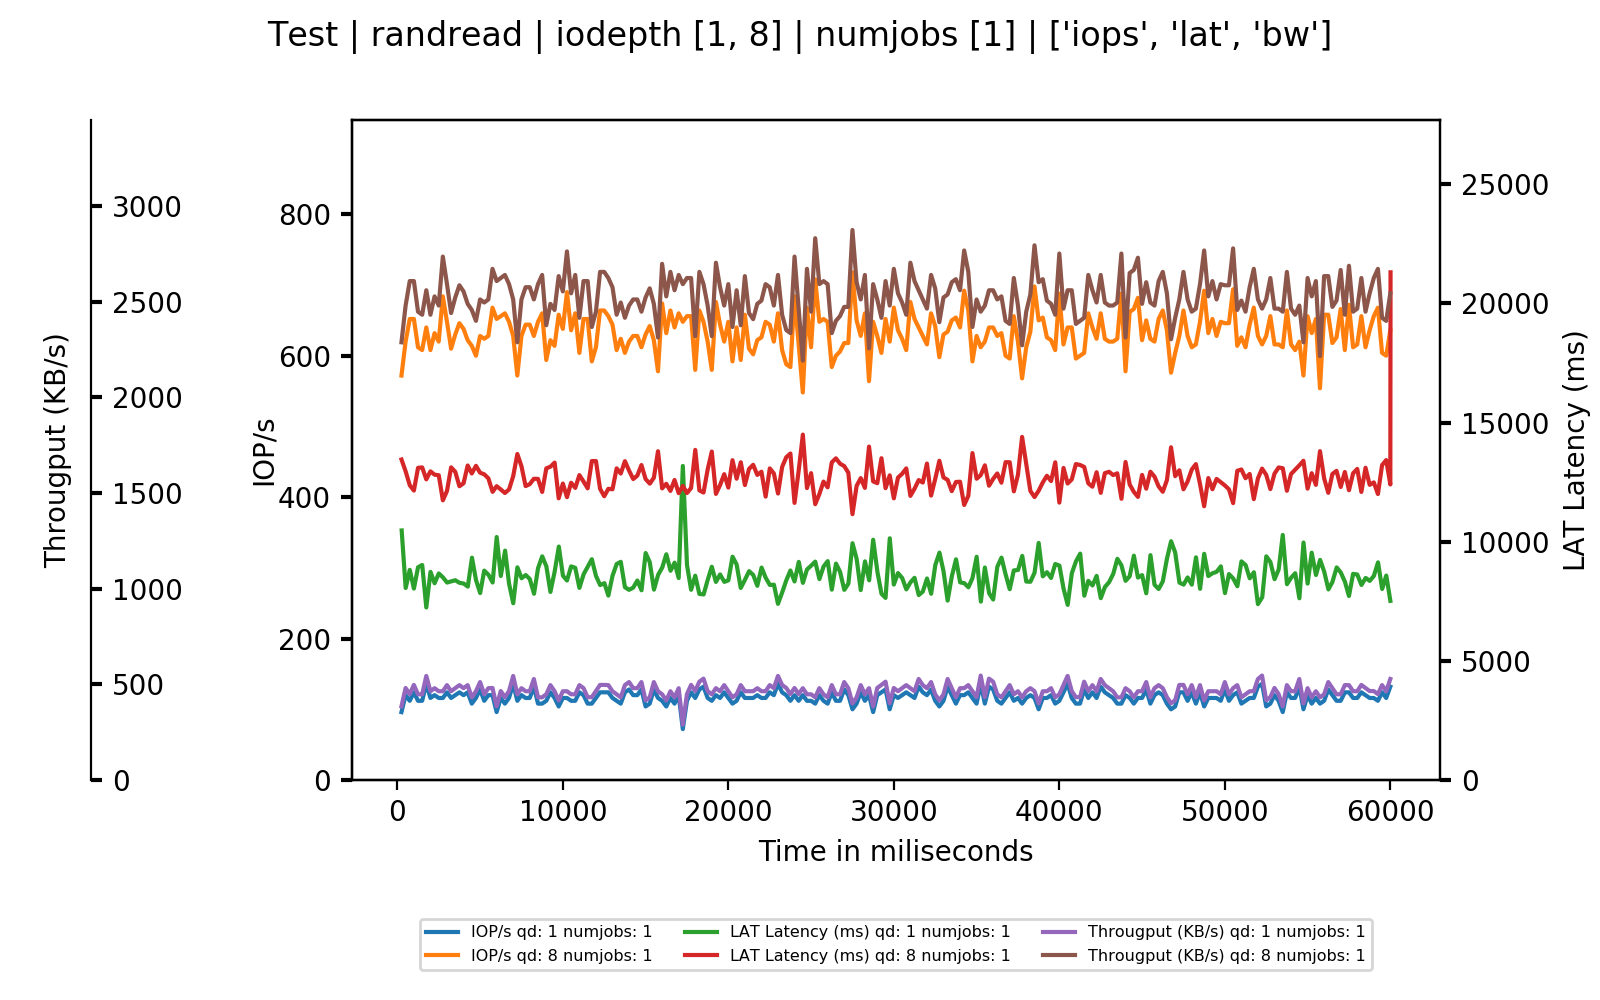 Test | randread | iodepth [1, 8] | numjobs [1] | ['iops', 'lat', 'bw']
Througput (KB/s)
3000
2500
2000
1500
1000
500
0
IOP/s
800
600
400
200
0
25000
20000
15000
10000
5000
0
LAT Latency (ms)
0 10000 20000 30000 40000 50000 60000
Time in miliseconds
IOP/s qd: 1 numjobs: 1 LAT Latency (ms) qd: 1 numjobs: 1 Througput (KB/s) qd: 1 numjobs: 1
IOP/s qd: 8 numjobs: 1 LAT Latency (ms) qd: 8 numjobs: 1 Througput (KB/s) qd: 8 numjobs: 1